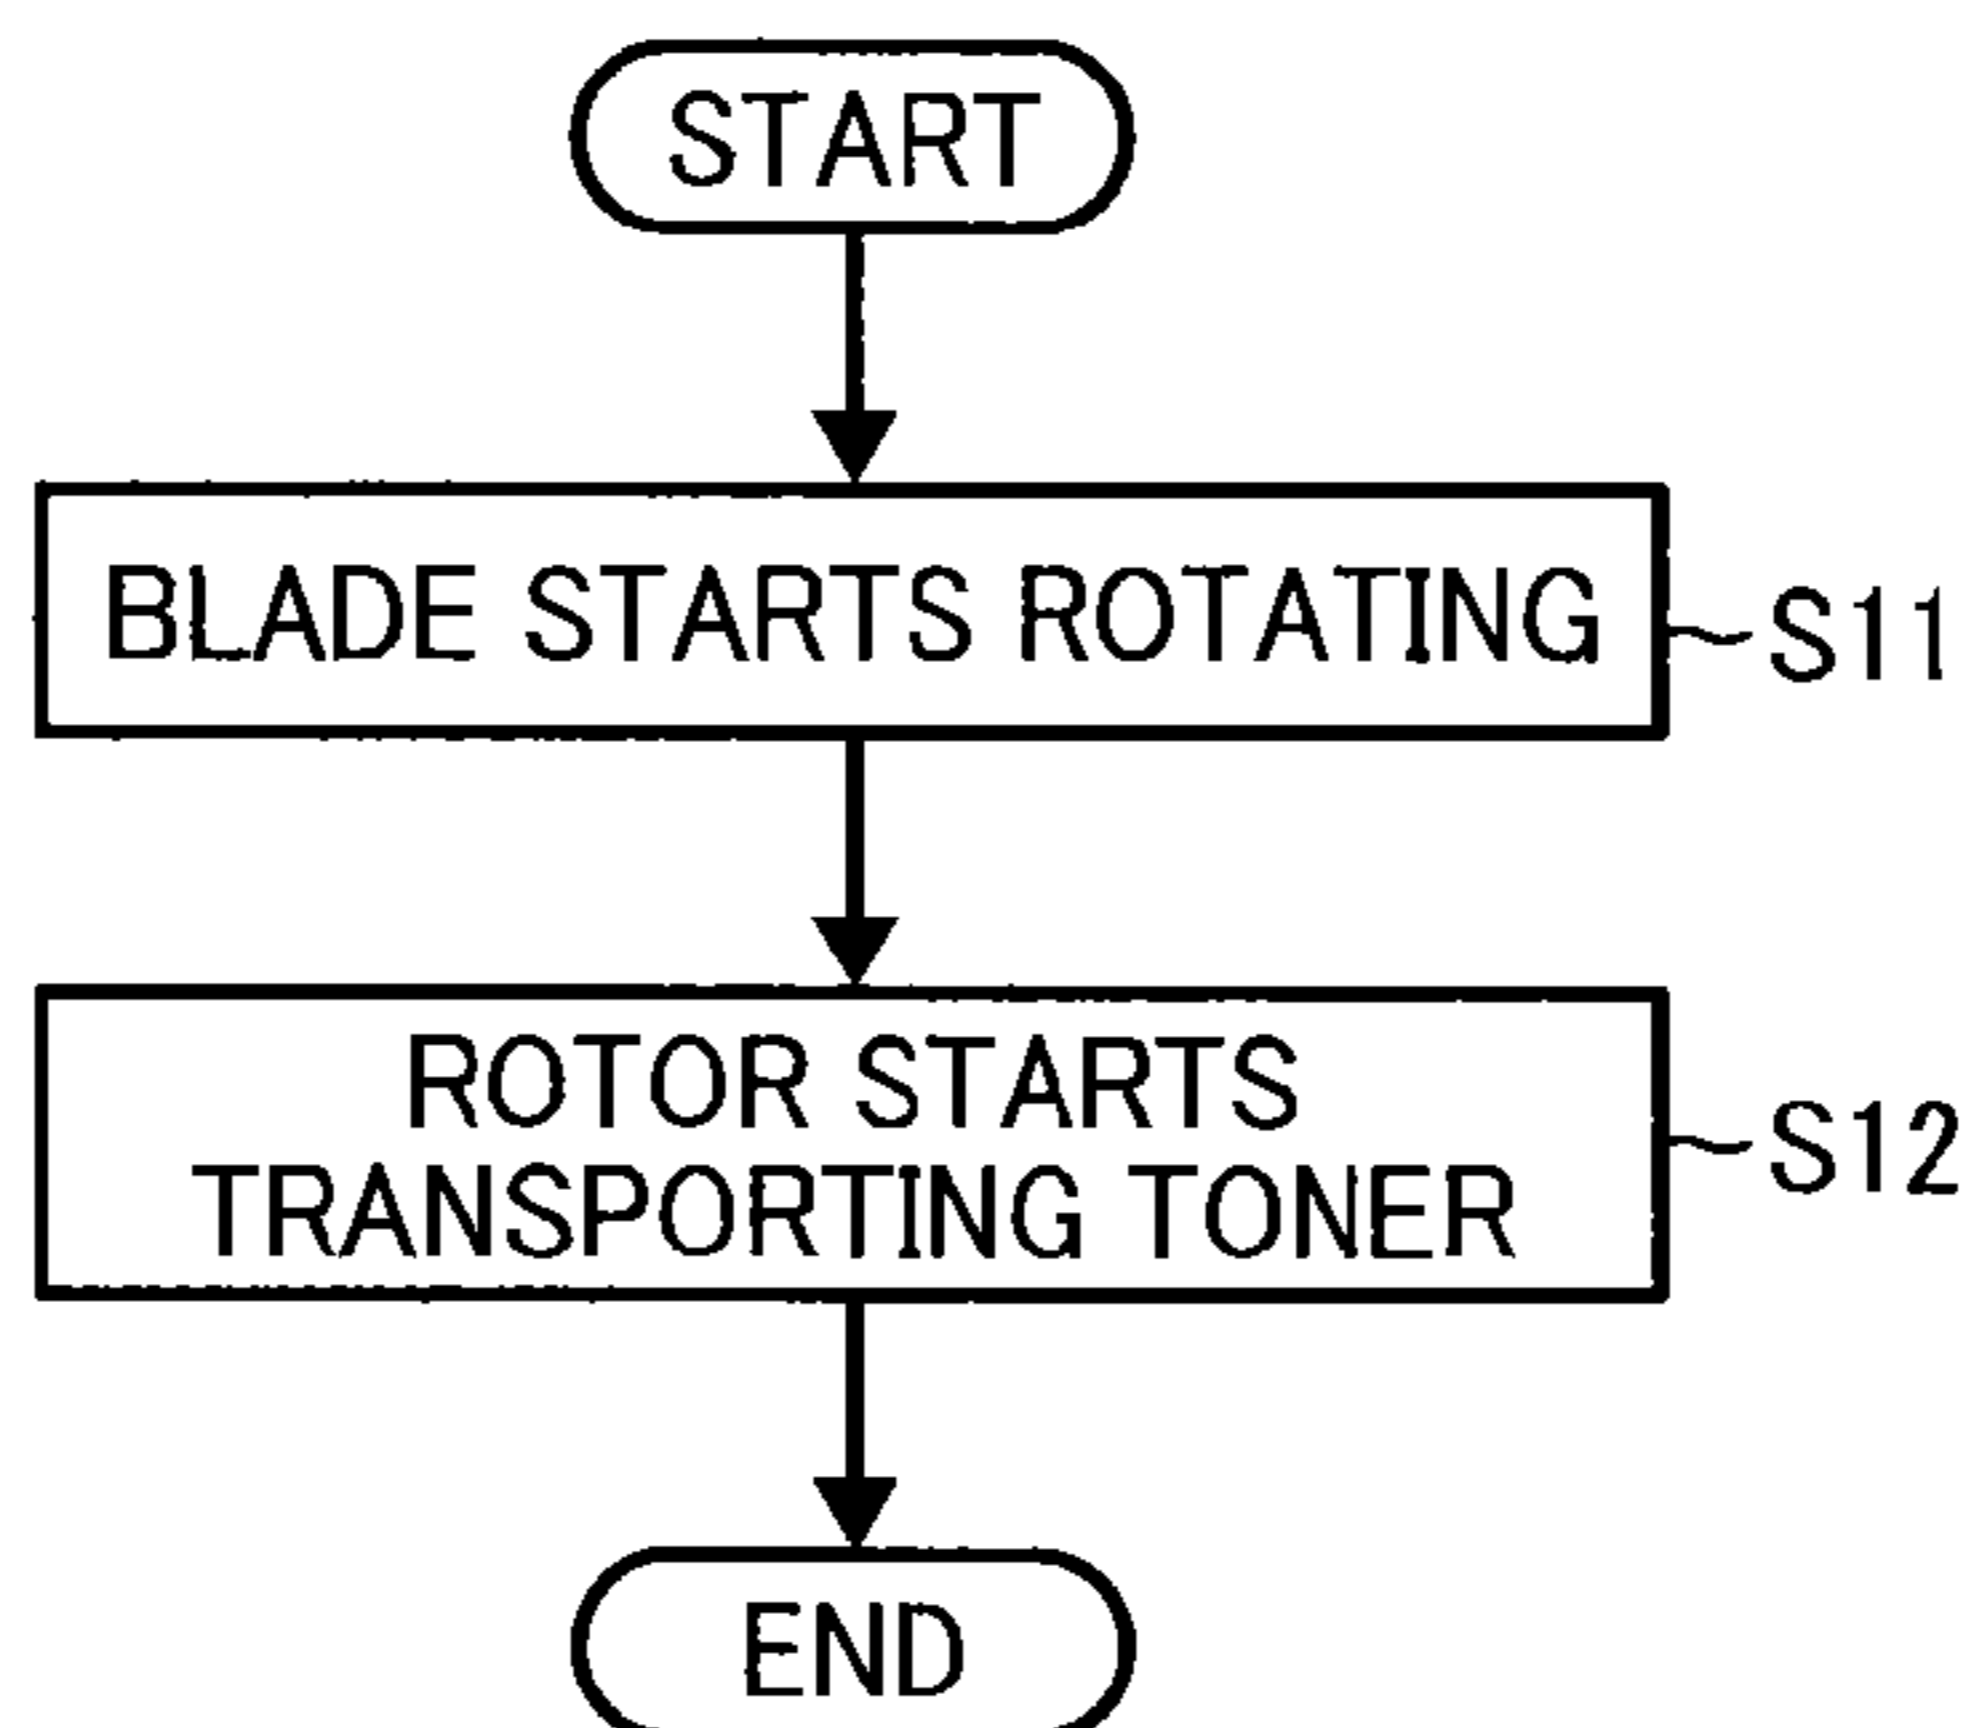 START
BLADE STARTS ROTATING
S11
ROTOR STARTS
TRANSPORTING TONER
S12
END